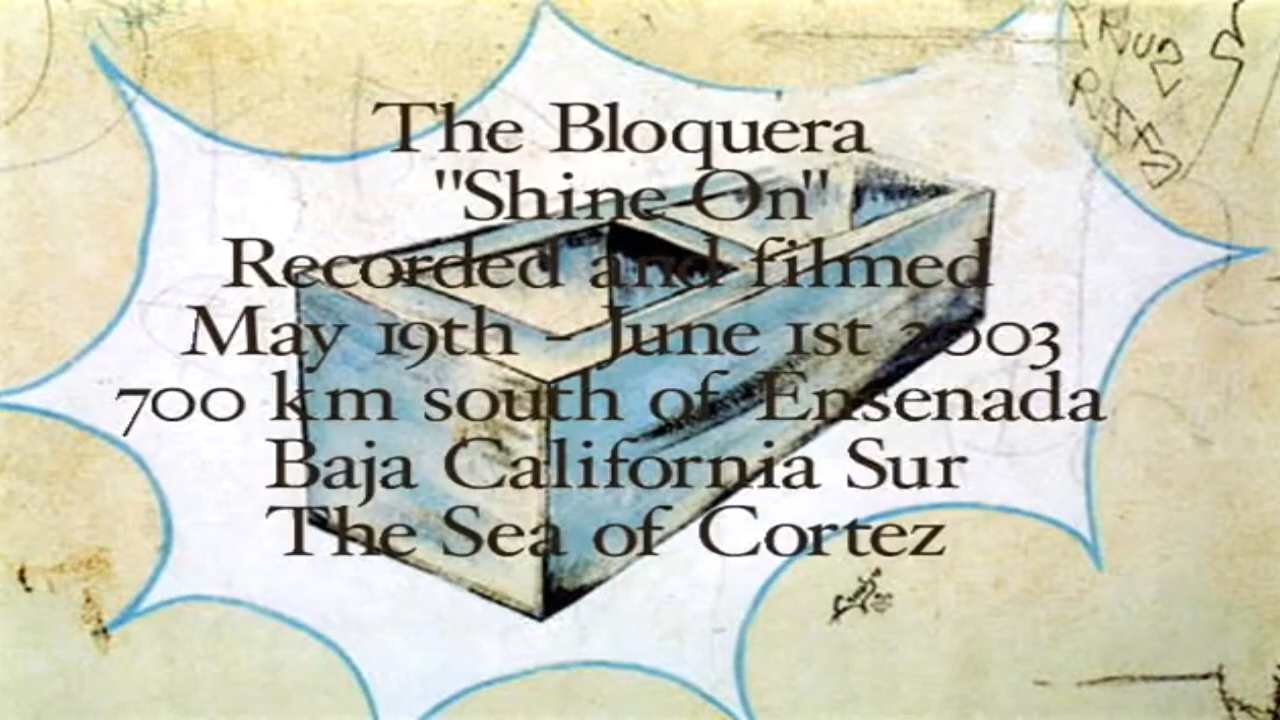 The Bloquera
"Shine On"
Recorded and filmed
May 19th - June 1st 2003
700 km south of Ensenada
Baja California Sur
The Sea of Cortez